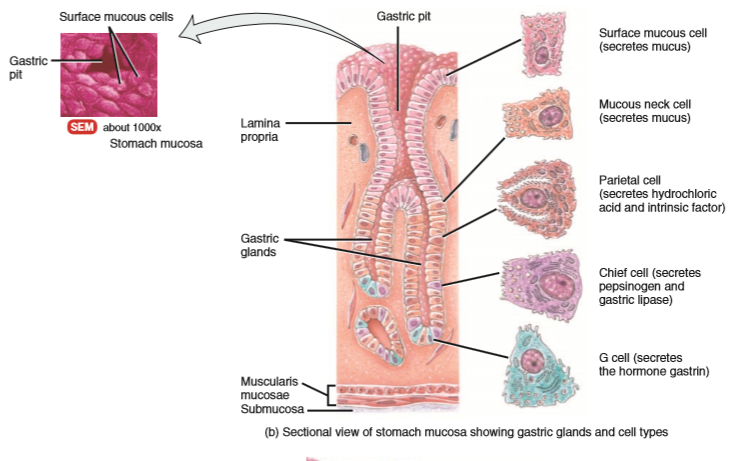 Surface mucous cells
Gastric
pit
SEM about 1000x
Stomach mucosa
Gastric pit
Lamina
propria
Gastric
glands
Muscularis
mucosae
Submucosa
Surface mucous cell
(secretes mucus)
Mucous neck cell
(secretes mucus)
Parietal cell
(secretes hydrochloric
acid and intrinsic factor)
Chief cell (secretes
pepsinogen and
gastric lipase)
G cell (secretes
the hormone gastrin)
(b) Sectional view of stomach mucosa showing gastric glands and cell types